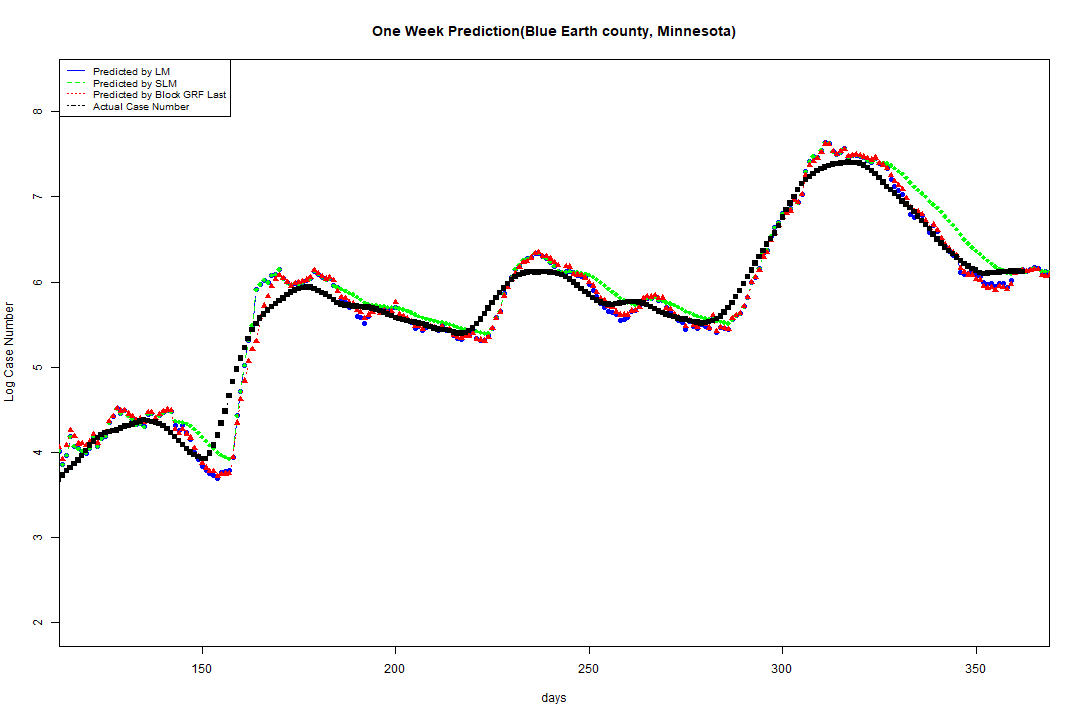 One Week Prediction(Blue Earth county, Minnesota)
Predicted by LM
Predicted by SLM
Predicted by Block GRF Last
Actual Case Number
8
7
6
5
4
3
2
Log Case Number
150 200 250 300 350
days